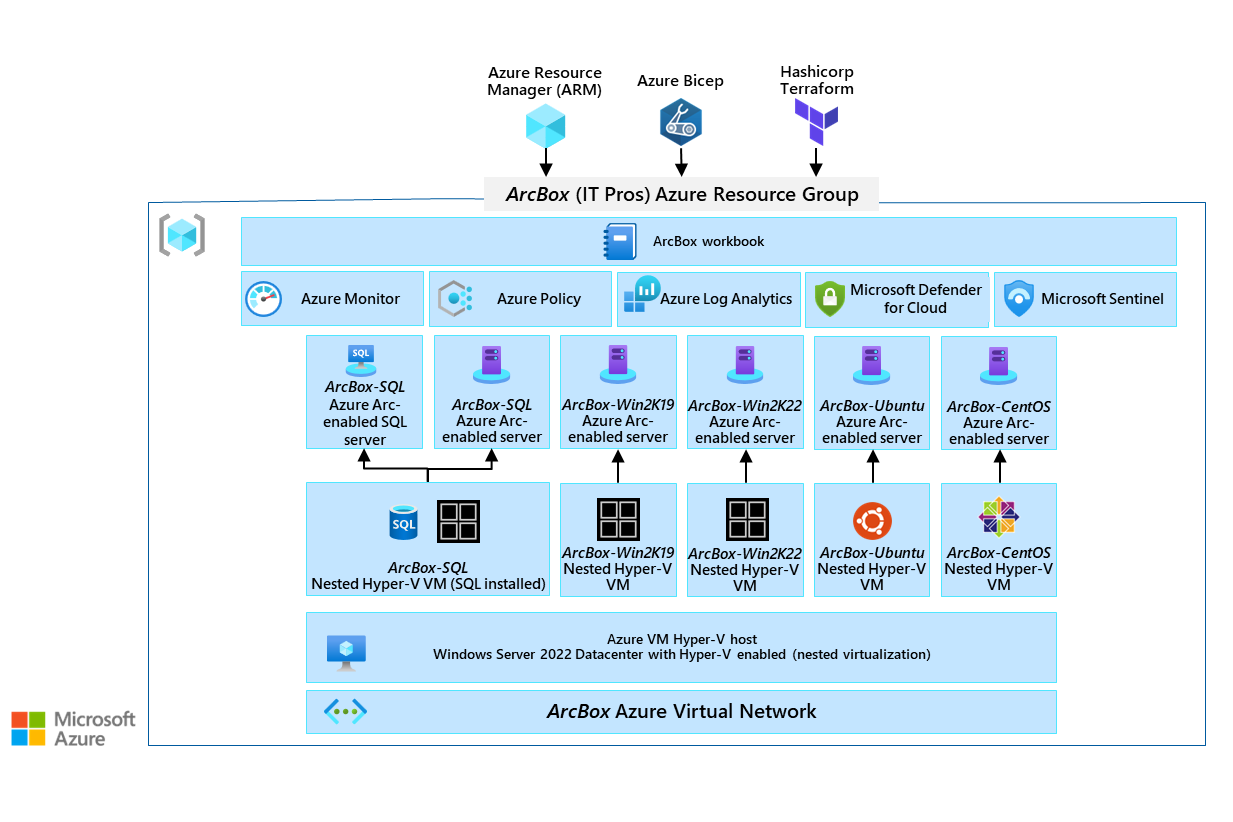 Azure Resource
Manager (ARM)
Azure Bicep
Hashicorp
Terraform
ArcBox (IT Pros) Azure Resource Group
ArcBox workbook
Azure Monitor
Azure Policy
Azure Log Analytics
Microsoft Defender
for Cloud
Microsoft Sentinel
SQL
ArcBox-SQL
Azure Arc-
enabled SQL
server
ArcBox-SQL
Azure Arc-
enabled server
ArcBox-Win2K19
Azure Arc-
enabled server
ArcBox-Win2K22
Azure Arc-
enabled server
ArcBox-Ubuntu
Azure Arc-
enabled server
ArcBox-CentOS
Azure Arc-
enabled server
SQL
ArcBox-SQL
Nested Hyper-V VM (SQL installed)
ArcBox-Win2K19
Nested Hyper-V
VM
ArcBox-Win2K22
Nested Hyper-V
VM
ArcBox-Ubuntu
Nested Hyper-V
VM
ArcBox-CentOS
Nested Hyper-V
VM
Azure VM Hyper-V host
Windows Server 2022 Datacenter with Hyper-V enabled (nested virtualization)
ArcBox Azure Virtual Network
Microsoft
Azure